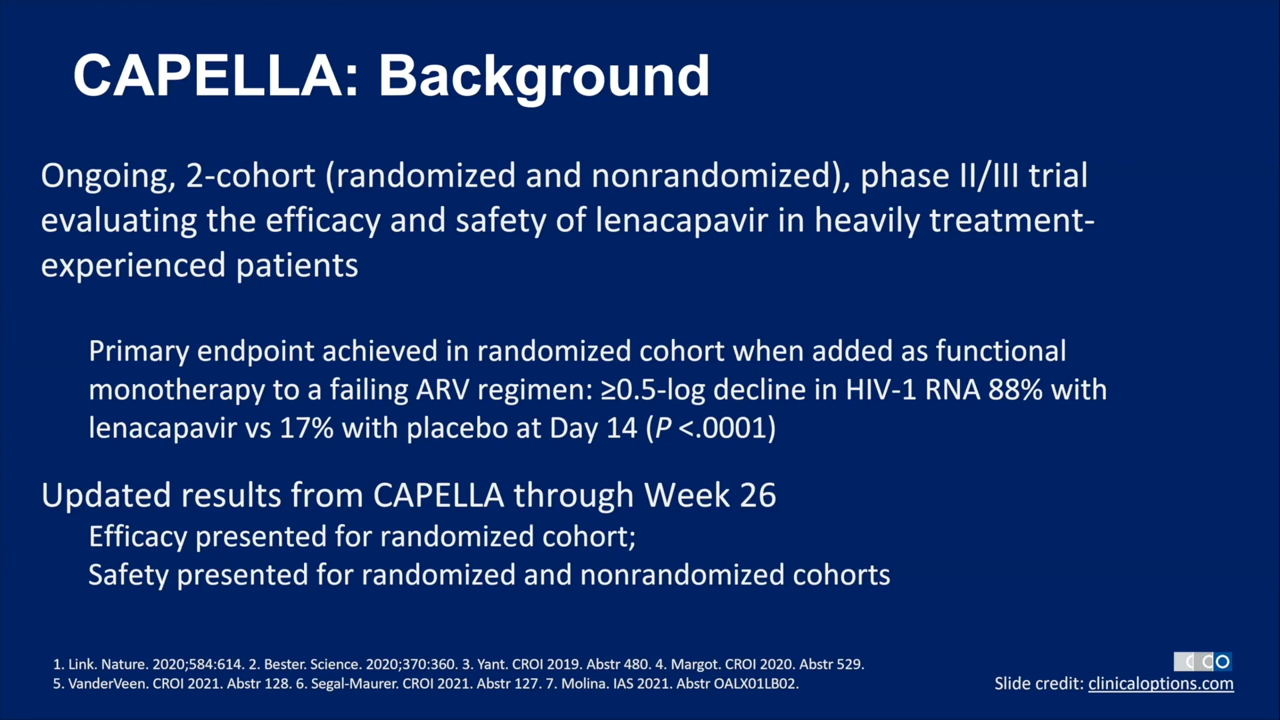 CAPELLA: Background
Ongoing, 2-cohort (randomized and nonrandomized), phase II/III trial
evaluating the efficacy and safety of lenacapavir in heavily treatment-
experienced patients
Primary endpoint achieved in randomized cohort when added as functional
monotherapy to a failing ARV regimen: ≥0.5-log decline in HIV-1 RNA 88% with
lenacapavir vs 17% with placebo at Day 14 (P <.0001)
Updated results from CAPELLA through Week 26
Efficacy presented for randomized cohort;
Safety presented for randomized and nonrandomized cohorts
1. Link. Nature. 2020;584:614. 2. Bester. Science. 2020;370:360. 3. Yant. CROI 2019. Abstr 480. 4. Margot. CROI 2020. Abstr 529.
5. VanderVeen. CROI 2021. Abstr 128. 6. Segal-Maurer. CROI 2021. Abstr 127. 7. Molina. IAS 2021. Abstr OALX01LB02.
CCO
Slide credit: clinicaloptions.com